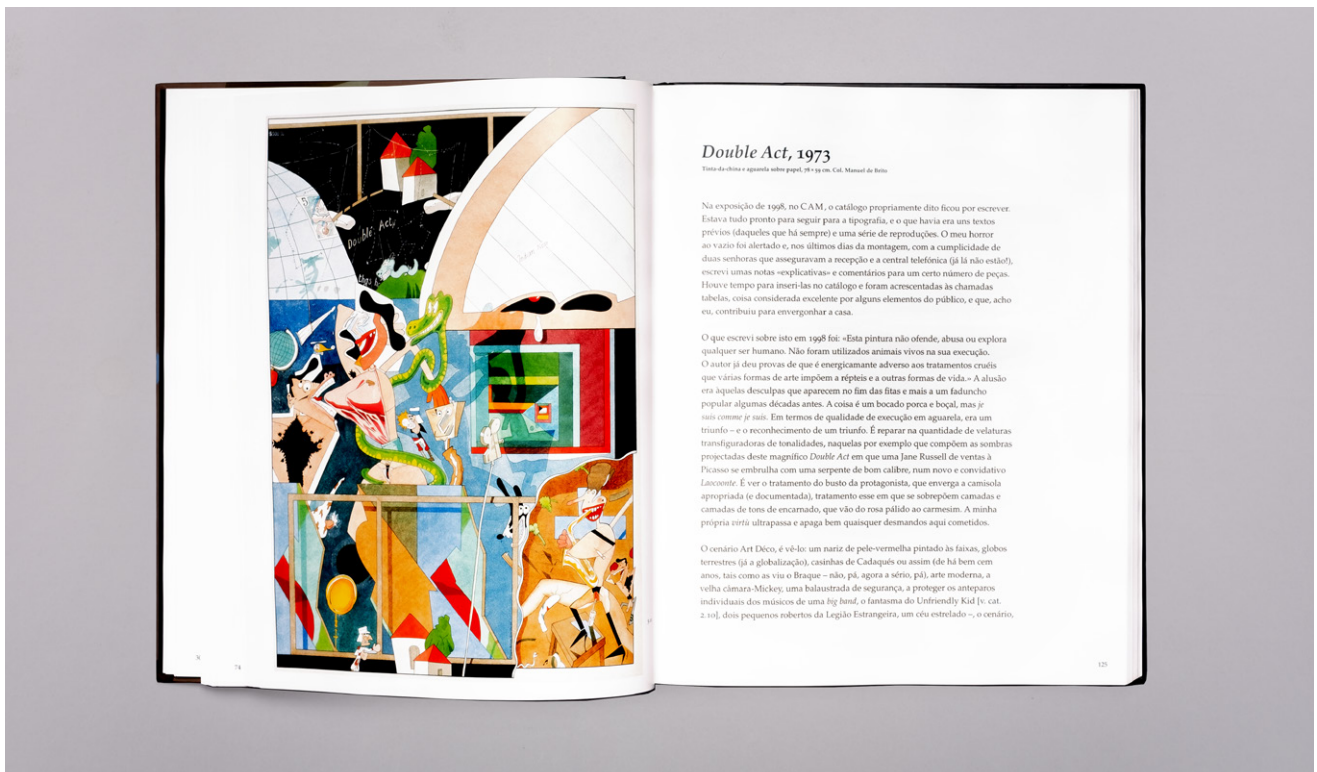 Double Act,
74
Double Act, 1973
Tinta-da-china e aguarela sobre papel, 78 × 59 cm. Col. Manuel de Brito
Na exposição de 1998, no CAM, o catálogo propriamente dito ficou por escrever.
Estava tudo pronto para seguir para a tipografia, e o que havia era uns textos
prévios (daqueles que há sempre) e uma série de reproduções. O meu horror
ao vazio foi alertado e, nos últimos dias da montagem, com a cumplicidade de
duas senhoras que asseguravam a recepção e a central telefónica (já lá não estão!),
escrevi umas notas «explicativas» e comentários para um certo número de peças.
Houve tempo para inseri-las no catálogo e foram acrescentadas às chamadas
tabelas, coisa considerada excelente por alguns elementos do público, e que, acho
eu, contribuiu para envergonhar a casa.
O que escrevi sobre isto em 1998 foi: «Esta pintura não ofende, abusa ou explora
qualquer ser humano. Não foram utilizados animais vivos na sua execução.
O autor já deu provas de que é energicamante adverso aos tratamentos cruéis
que várias formas de arte impõem a répteis e a outras formas de vida.» A alusão
era àquelas desculpas que aparecem no fim das fitas e mais a um faduncho
popular algumas décadas antes. A coisa é um bocado porca e boçal, mas je
suis comme je suis. Em termos de qualidade de execução em aguarela, era um
triunfo – e o reconhecimento de um triunfo. É reparar na quantidade de velaturas
transfiguradoras de tonalidades, naquelas por exemplo que compõem as sombras
projectadas deste magnífico Double Act em que uma Jane Russell de ventas à
Picasso se embrulha com uma serpente de bom calibre, num novo e convidativo
Laocoonte. É ver o tratamento do busto da protagonista, que enverga a camisola
apropriada (e documentada), tratamento esse em que se sobrepõem camadas e
camadas de tons de encarnado, que vão do rosa pálido ao carmesim. A minha
própria virtù ultrapassa e apaga bem quaisquer desmandos aqui cometidos.
O cenário Art Déco, é vê-lo: um nariz de pele-vermelha pintado às faixas, globos
terrestres (já a globalização), casinhas de Cadaqués ou assim (de há bem cem
anos, tais como as viu o Braque – não, pá, agora a sério, pá), arte moderna, a
velha câmara-Mickey, uma balaustrada de segurança, a proteger os anteparos
individuais dos músicos de uma big band, o fantasma do Unfriendly Kid [v. cat.
2.10], dois pequenos robertos da Legião Estrangeira, um céu estrelado –, o cenário,
125